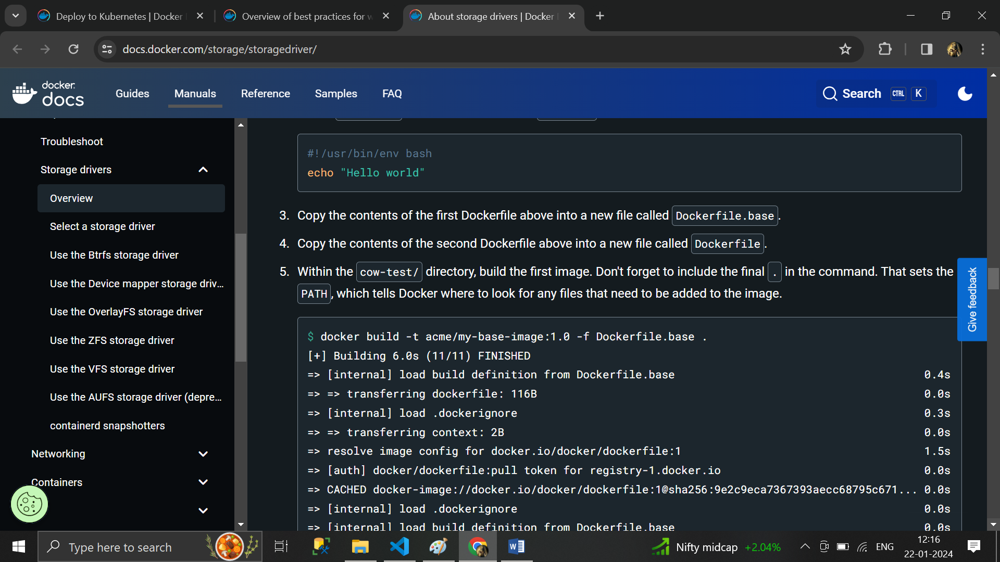 Deploy to Kubernetes | Docker
Overview of best practices for w
About storage drivers | Docker
docs.docker.com/storage/storagedriver/
docker
docs
Guides
Manuals
Reference
Samples
FAQ
Search
CTRL
K
Troubleshoot
Storage drivers
Overview
Select a storage driver
Use the Btrfs storage driver
Use the Device mapper storage driv...
Use the OverlayFS storage driver
Use the ZFS storage driver
Use the VFS storage driver
Use the AUFS storage driver (depre...
containerd snapshotters
Networking
Containers
#!/usr/bin/env bash
echo "Hello world"
3. Copy the contents of the first Dockerfile above into a new file called Dockerfile.base.
4. Copy the contents of the second Dockerfile above into a new file called Dockerfile.
5. Within the cow-test/ directory, build the first image. Don't forget to include the final . in the command. That sets the
PATH, which tells Docker where to look for any files that need to be added to the image.
$ docker build -t acme/my-base-image:1.0 -f Dockerfile.base .
[+] Building 6.0s (11/11) FINISHED
=> [internal] load build definition from Dockerfile.base 0.4s
=> => transferring dockerfile: 116B 0.0s
=> [internal] load .dockerignore 0.3s
=> => transferring context: 2B 0.0s
=> resolve image config for docker.io/docker/dockerfile:1 1.5s
=> [auth] docker/dockerfile:pull token for registry-1.docker.io 0.0s
=> CACHED docker-image://docker.io/docker/dockerfile:1@sha256:9e2c9eca7367393aecc68795c671... 0.0s
=> [internal] load .dockerignore 0.0s
=> [internal] load build definition from Dockerfile.base 0.0s
Give feedback
Type here to search
Nifty midcap +2.04%
ENG
12:16
22-01-2024